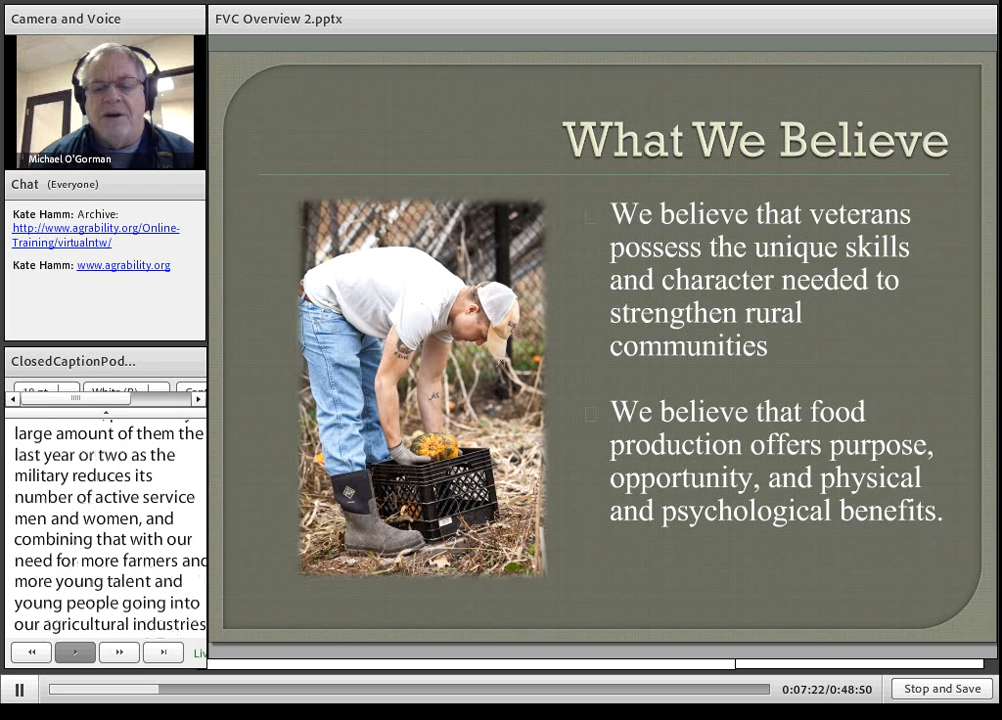 Camera and Voice
Michael O'Gorman
Chat (Everyone)
Kate Hamm: Archive:
http://www.agrability.org/Online-
Training/virtualntw/
Kate Hamm: www.agrability.org
ClosedCaptionPod...
large amount of them the
last year or two as the
military reduces its
number of active service
men and women, and
combining that with our
need for more farmers and
more young talent and
young people going into
our agricultural industries
FVC Overview 2.pptx
What We Believe
We believe that veterans
possess the unique skills
and character needed to
strengthen rural
communities
We believe that food
production offers purpose,
opportunity, and physical
and psychological benefits.
0:07:22/0:48:50
Stop and Save